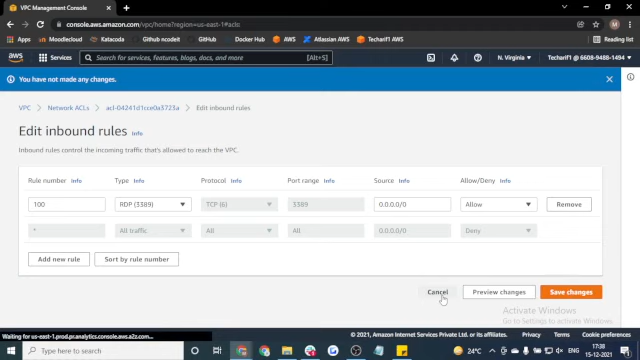 VPC Management Console
console.aws.amazon.com/vpc/home?region=us-east-1#acls:
katacoda
Github ncodeit
GitHub
Docker Hub
AWS
Atlassian AWS
Techarif1
aws
Services
Search for services, features, blogs, docs, and more
[Alt+S]
N. Virginia
Techarif1 @ 6608-9488-1494
You have not made any changes.
VPC
Network ACLs
acl-04241d1cce0a3723a
Edit inbound rules
Edit inbound rules Info
Inbound rules control the incoming traffic that's allowed to reach the VPC.
Rule number Info Type Info Protocol Info Port range Info Source Info Allow/Deny Info
100 RDP (3389) TCP (6) 3389 0.0.0.0/0 Allow Remove
* All traffic All All 0.0.0.0/0 Deny
Add new rule Sort by rule number
Cancel Preview changes Save changes
Activate Windows
Go to Settings to activate Windows.
Waiting for us-east-1.prod.pr.analytics.console.aws.a2z.com...
© 2021, Amazon Internet Services Private Ltd. or its affiliates.
Privacy
Terms
Cookie preferences
Type here to search
24°C
17:38
15-12-2021